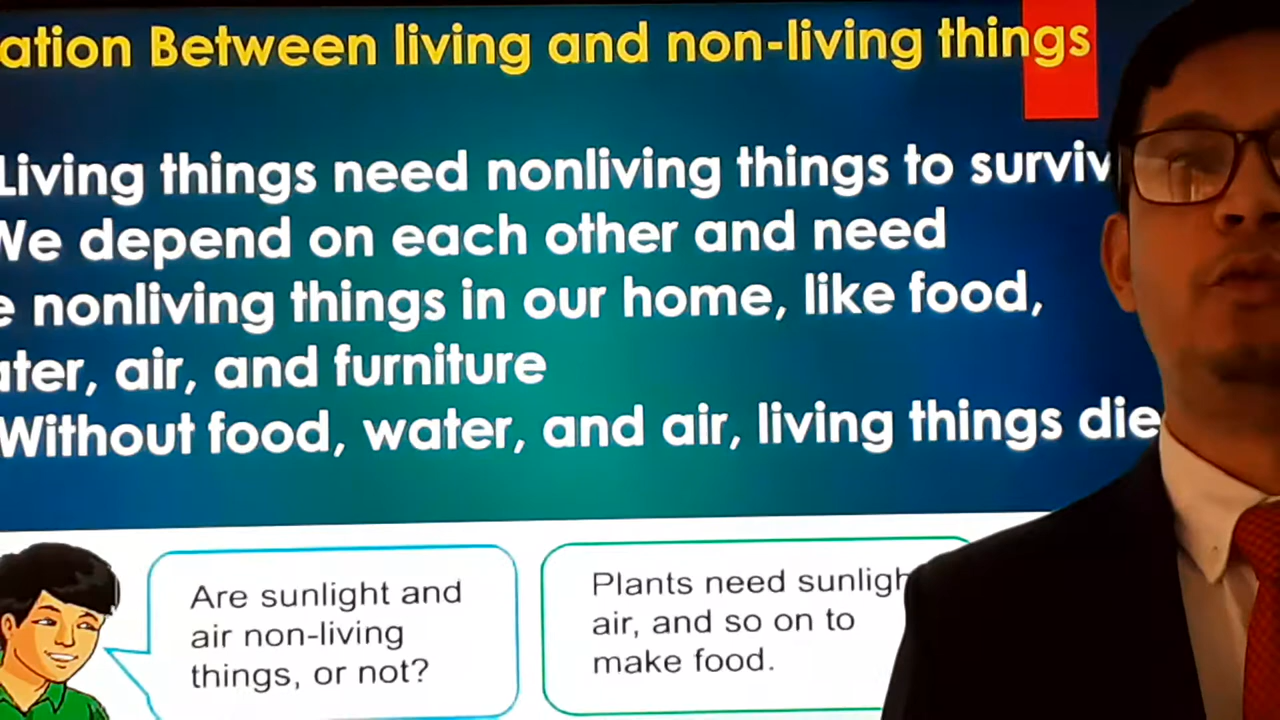 ation Between living and non-living things
Living things need nonliving things to surviv
We depend on each other and need
e nonliving things in our home, like food,
ater, air, and furniture
Without food, water, and air, living things die
Are sunlight and
air non-living
things, or not?
Plants need sunligh
air, and so on to
make food.